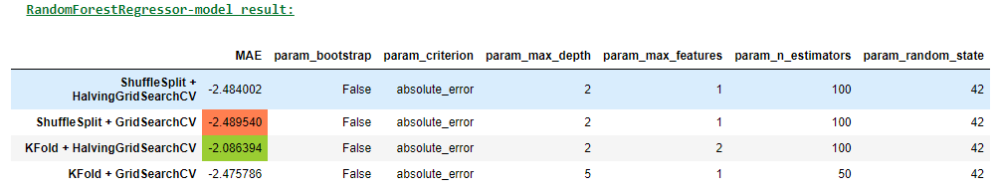 RandomForestRegressor-model result:
MAE param_bootstrap param_criterion param_max_depth param_max_features param_n_estimators param_random_state
ShuffleSplit +
HalvingGridSearchCV -2.484002 False absolute_error 2 1 100 42
ShuffleSplit + GridSearchCV -2.489540 False absolute_error 2 1 100 42
KFold + HalvingGridSearchCV -2.086394 False absolute_error 2 2 100 42
KFold + GridSearchCV -2.475786 False absolute_error 5 1 50 42